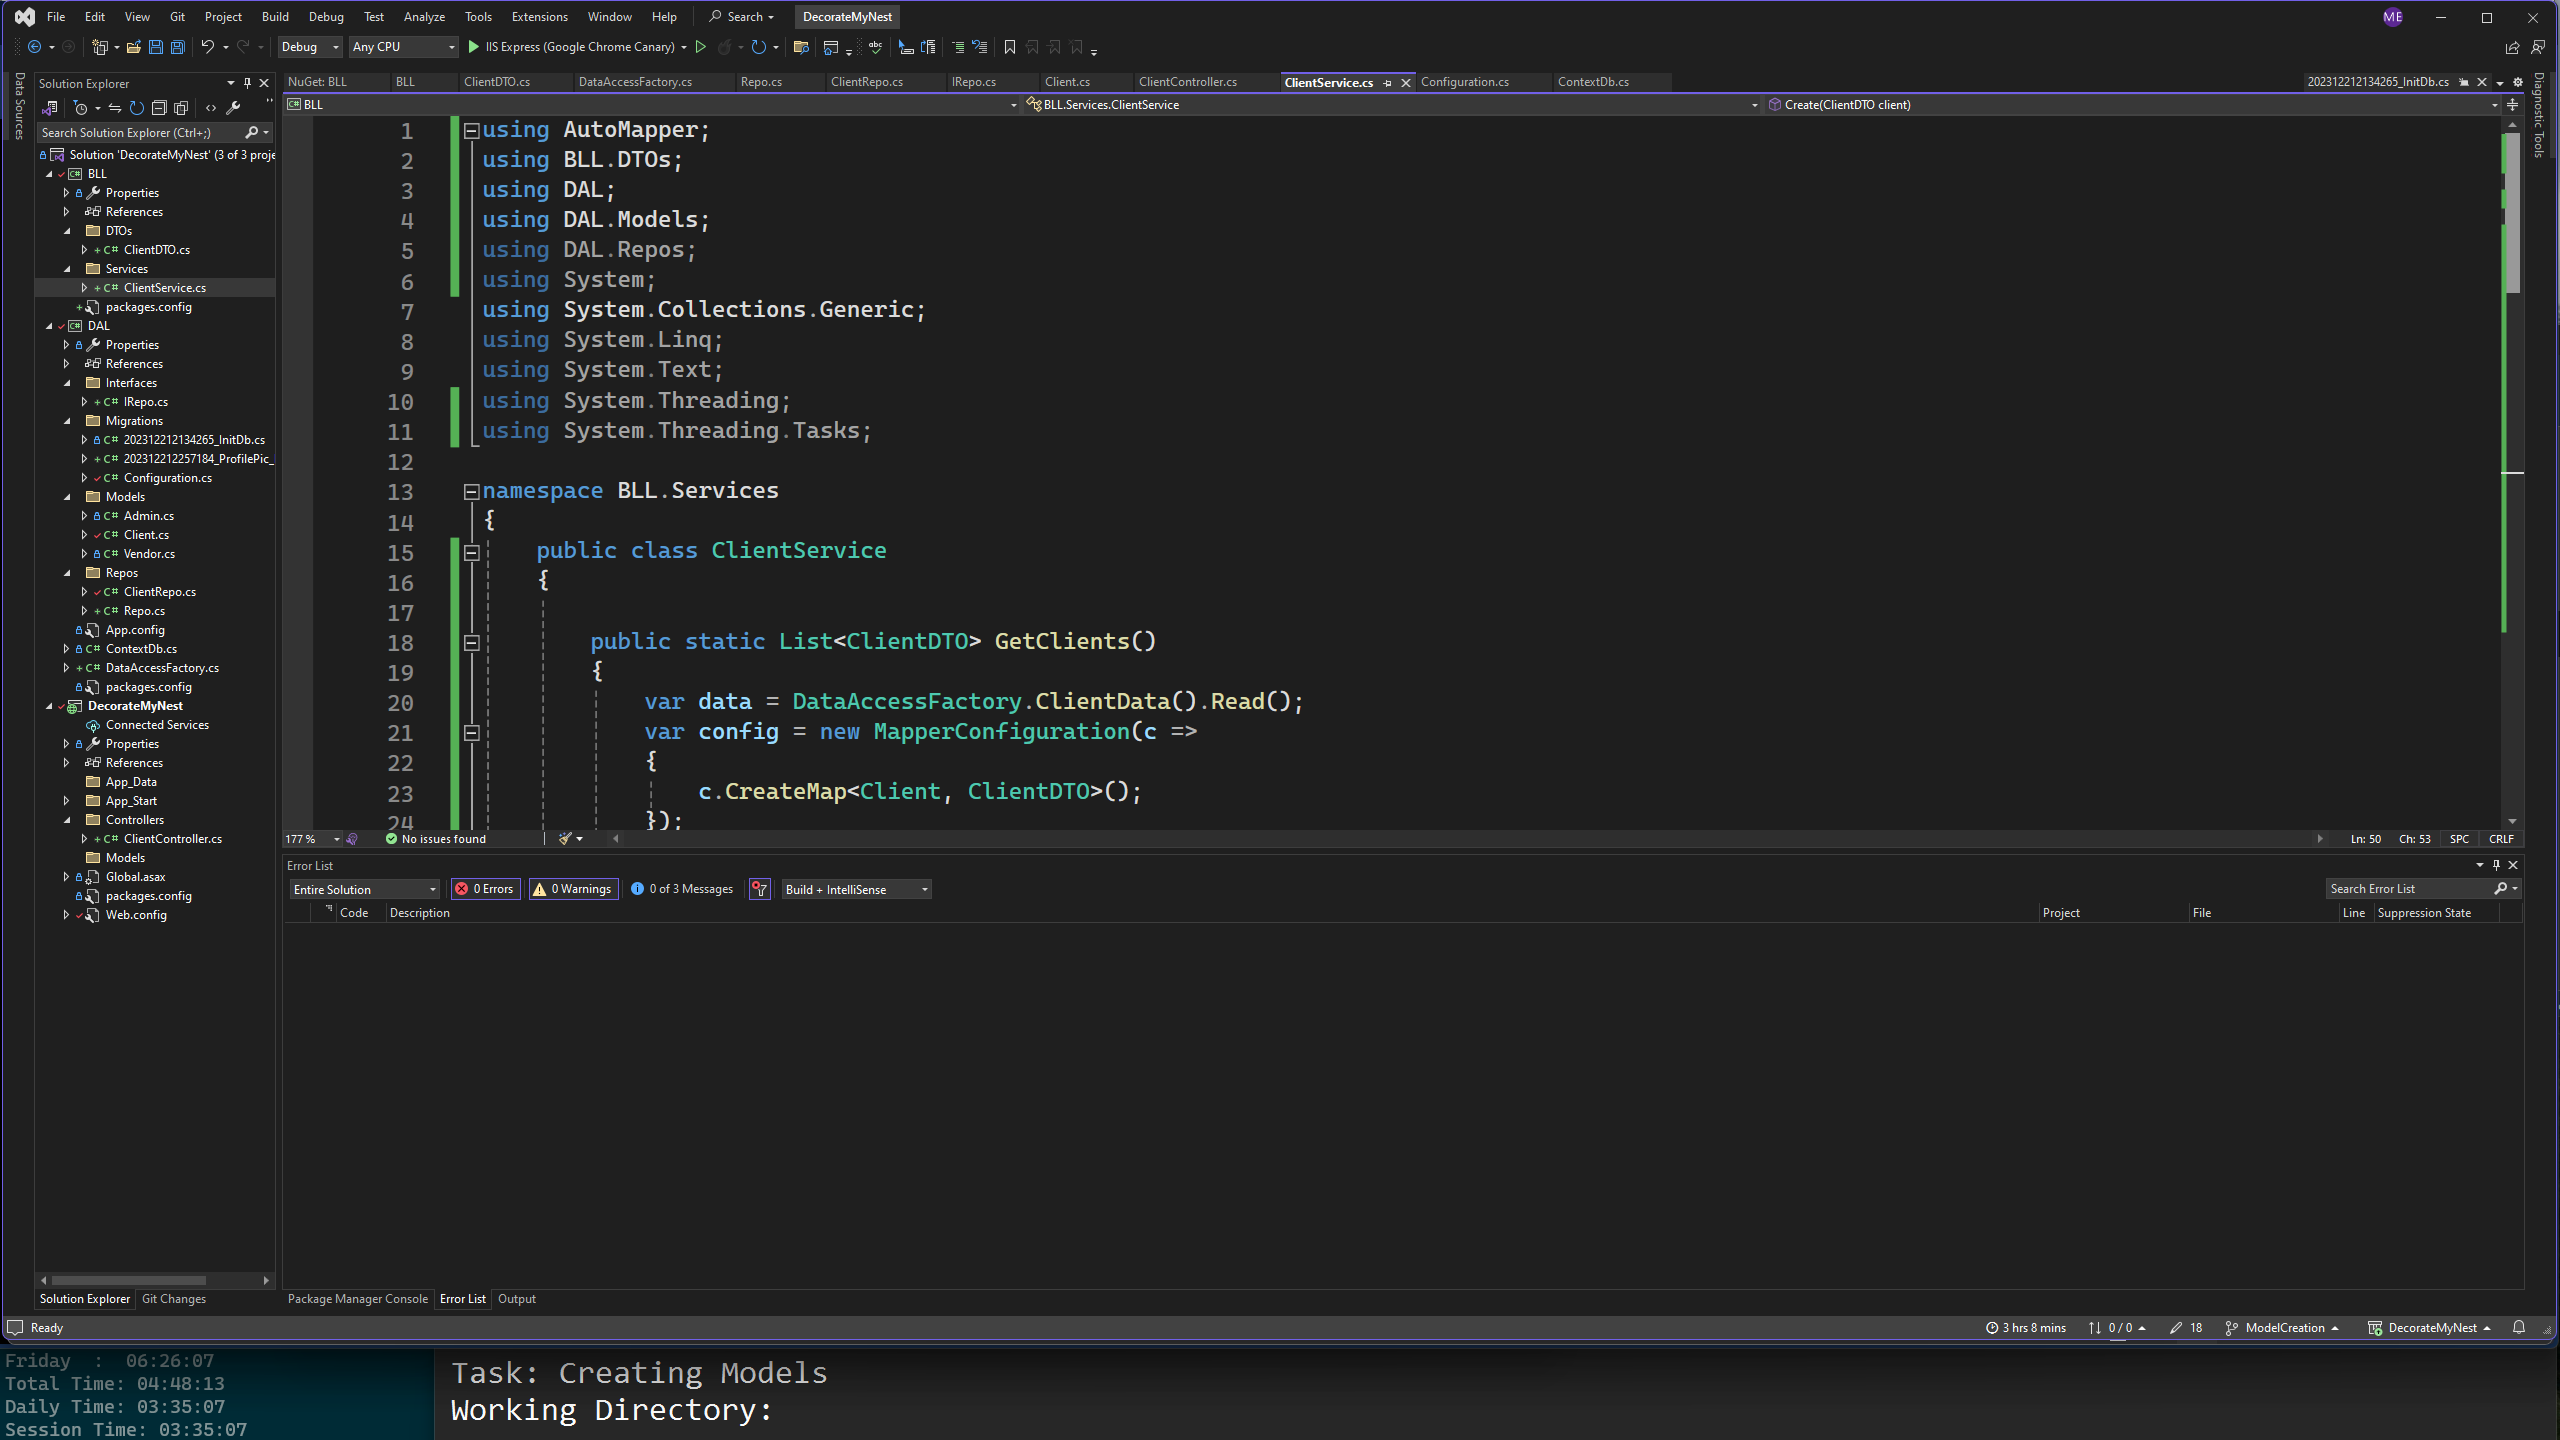 File Edit View Git Project Build Debug Test Analyze Tools Extensions Window Help Search DecorateMyNest ME
Debug Any CPU IIS Express (Google Chrome Canary)
Data Sources
Solution Explorer
Search Solution Explorer (Ctrl+;)
Solution 'DecorateMyNest' (3 of 3 proje
BLL
Properties
References
DTOs
ClientDTO.cs
Services
ClientService.cs
packages.config
DAL
Properties
References
Interfaces
IRepo.cs
Migrations
202312212134265_InitDb.cs
202312212257184_ProfilePic_
Configuration.cs
Models
Admin.cs
Client.cs
Vendor.cs
Repos
ClientRepo.cs
Repo.cs
App.config
ContextDb.cs
DataAccessFactory.cs
packages.config
DecorateMyNest
Connected Services
Properties
References
App_Data
App_Start
Controllers
ClientController.cs
Models
Global.asax
packages.config
Web.config
Solution Explorer Git Changes
NuGet: BLL BLL ClientDTO.cs DataAccessFactory.cs Repo.cs ClientRepo.cs IRepo.cs Client.cs ClientController.cs ClientService.cs Configuration.cs ContextDb.cs 202312212134265_InitDb.cs
BLL BLL.Services.ClientService Create(ClientDTO client)
Diagnostic Tools
1 using AutoMapper;
2 using BLL.DTOs;
3 using DAL;
4 using DAL.Models;
5 using DAL.Repos;
6 using System;
7 using System.Collections.Generic;
8 using System.Linq;
9 using System.Text;
10 using System.Threading;
11 using System.Threading.Tasks;
12
13 namespace BLL.Services
14 {
15 public class ClientService
16 {
17
18 public static List<ClientDTO> GetClients()
19 {
20 var data = DataAccessFactory.ClientData().Read();
21 var config = new MapperConfiguration(c =>
22 {
23 c.CreateMap<Client, ClientDTO>();
24 });
177 % No issues found Ln: 50 Ch: 53 SPC CRLF
Error List
Entire Solution 0 Errors 0 Warnings 0 of 3 Messages Build + IntelliSense Search Error List
Code Description Project File Line Suppression State
Package Manager Console Error List Output
Ready 3 hrs 8 mins 0 / 0 18 ModelCreation DecorateMyNest
Friday : 06:26:07
Total Time: 04:48:13
Daily Time: 03:35:07
Session Time: 03:35:07
Task: Creating Models
Working Directory: